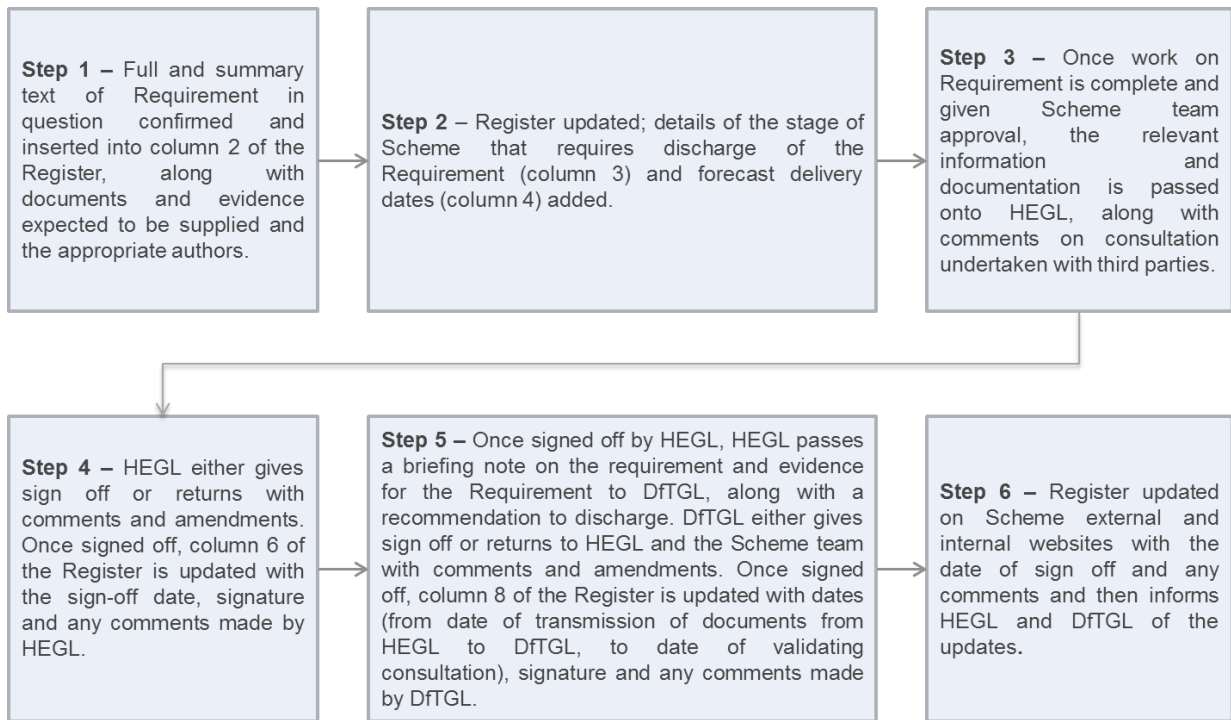 Step 1 – Full and summary
text of Requirement in
question confirmed and
inserted into column 2 of the
Register, along with
documents and evidence
expected to be supplied and
the appropriate authors.
Step 2 – Register updated; details of the stage of
Scheme that requires discharge of the
Requirement (column 3) and forecast delivery
dates (column 4) added.
Step 3 – Once work on
Requirement is complete and
given Scheme team
approval, the relevant
information and
documentation is passed
onto HEGL, along with
comments on consultation
undertaken with third parties.
Step 4 – HEGL either gives
sign off or returns with
comments and amendments.
Once signed off, column 6 of
the Register is updated with
the sign-off date, signature
and any comments made by
HEGL.
Step 5 – Once signed off by HEGL, HEGL passes
a briefing note on the requirement and evidence
for the Requirement to DfTGL, along with a
recommendation to discharge. DfTGL either gives
sign off or returns to HEGL and the Scheme team
with comments and amendments. Once signed
off, column 8 of the Register is updated with dates
(from date of transmission of documents from
HEGL to DfTGL, to date of validating
consultation), signature and any comments made
by DfTGL.
Step 6 – Register updated
on Scheme external and
internal websites with the
date of sign off and any
comments and then informs
HEGL and DfTGL of the
updates.